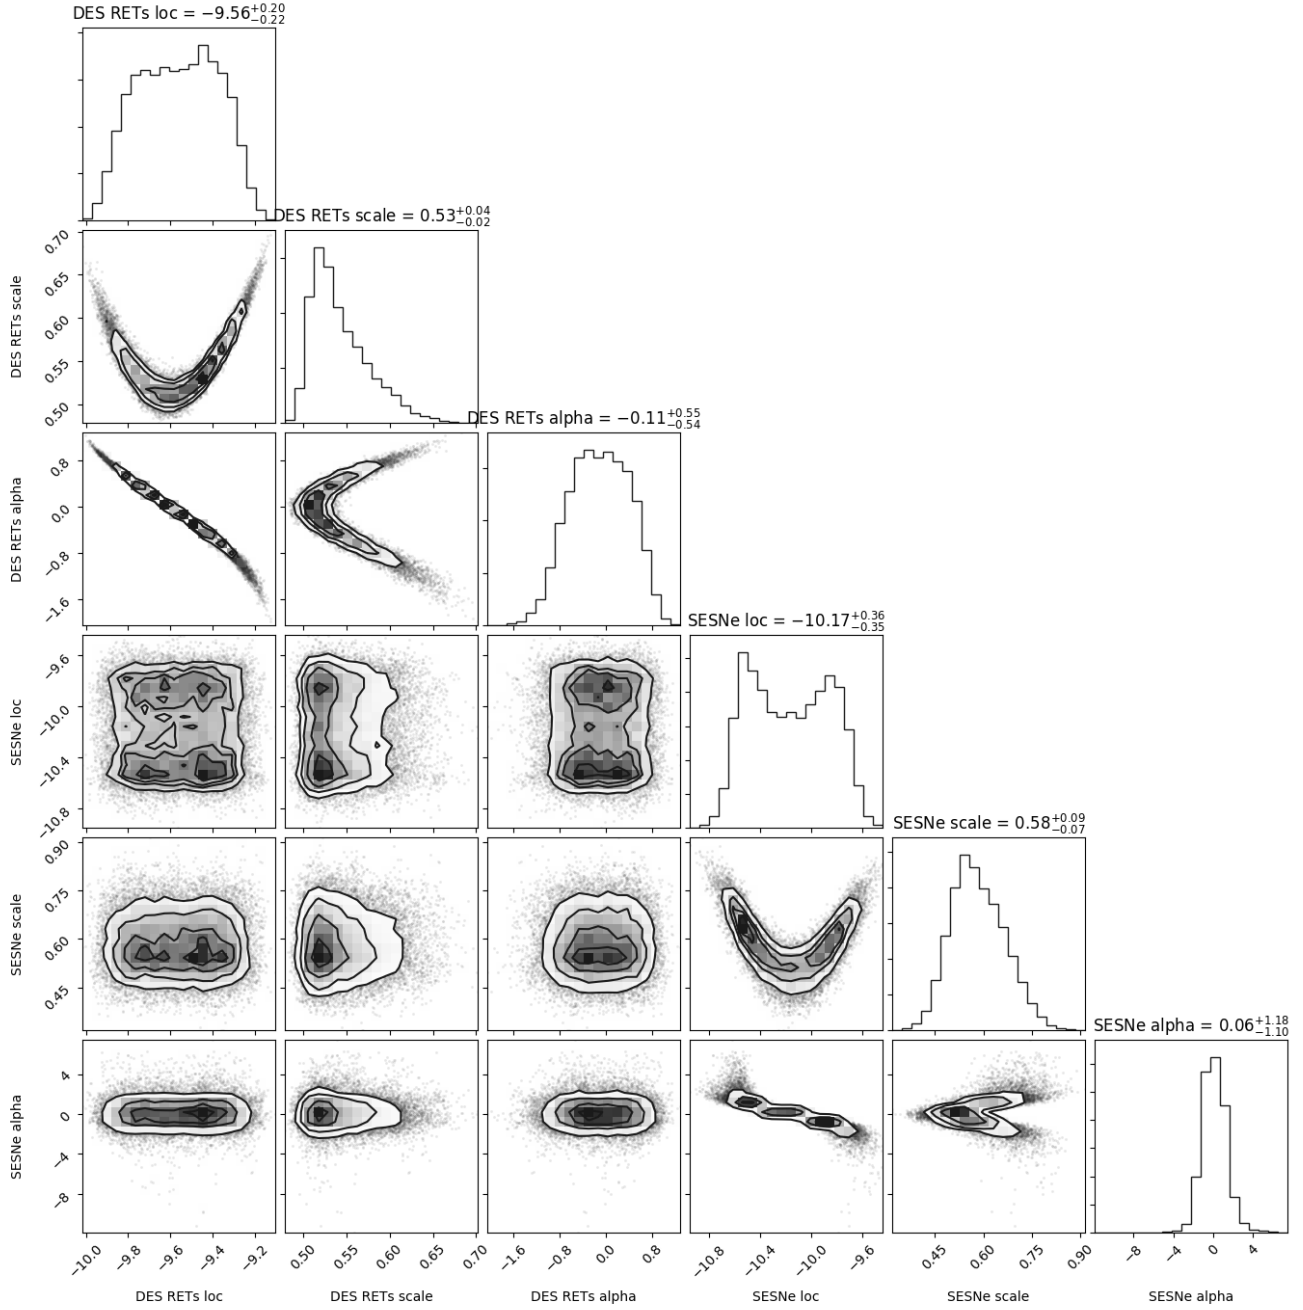 DES RETs loc = −9.56+0.20−0.22
DES RETs scale = 0.53+0.04−0.02
0.70
0.65
0.60
0.55
0.50
DES RETs scale
DES RETs alpha = −0.11+0.55−0.54
0.8
0.0
−0.8
−1.6
DES RETs alpha
SESNe loc = −10.17+0.36−0.35
−9.6
−10.0
−10.4
−10.8
SESNe loc
SESNe scale = 0.58+0.09−0.07
0.90
0.75
0.60
0.45
SESNe scale
SESNe alpha = 0.06+1.18−1.10
4
0
−4
−8
SESNe alpha
−10.0 −9.8 −9.6 −9.4 −9.2
0.50 0.55 0.60 0.65 0.70
−1.6 −0.8 0.0 0.8
−10.8 −10.4 −10.0 −9.6
0.45 0.60 0.75 0.90
−8 −4 0 4
DES RETs loc
DES RETs scale
DES RETs alpha
SESNe loc
SESNe scale
SESNe alpha